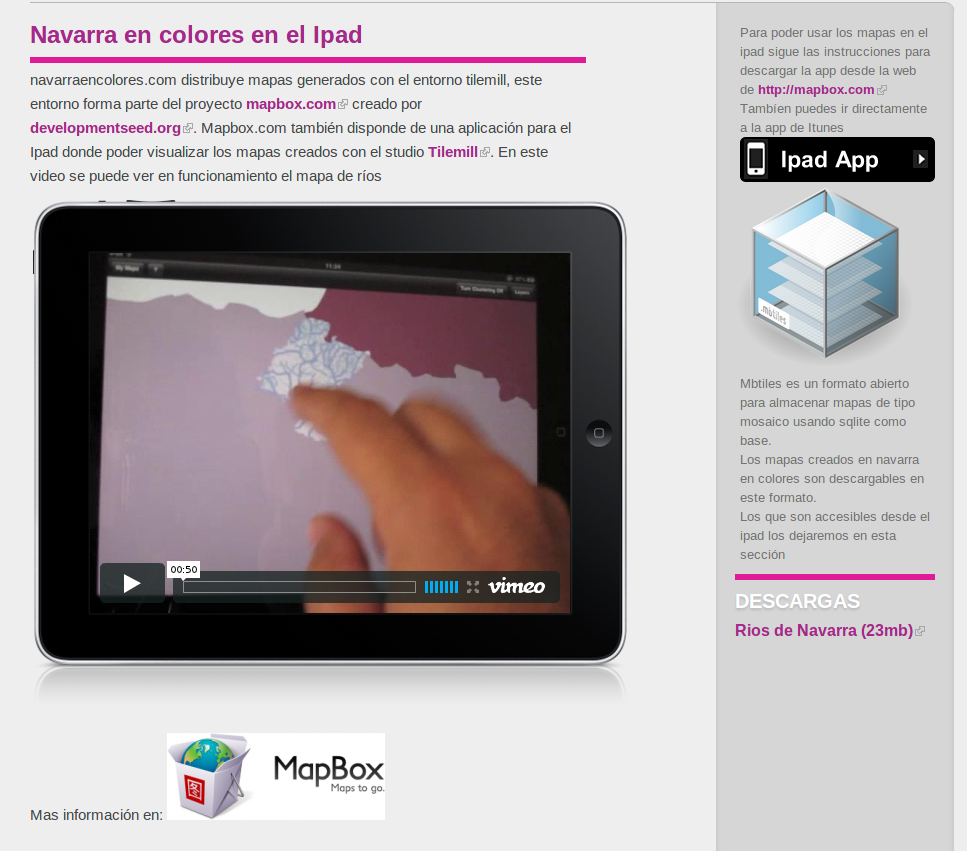 Navarra en colores en el Ipad
navarraencolores.com distribuye mapas generados con el entorno tilemill, este
entorno forma parte del proyecto mapbox.com creado por
developmentseed.org. Mapbox.com también dispone de una aplicación para el
Ipad donde poder visualizar los mapas creados con el studio Tilemill. En este
video se puede ver en funcionamiento el mapa de ríos
My Maps
11:24
Turn Clustering Off
Layers
00:50
vimeo
MapBox
Maps to go.
Mas información en:
Para poder usar los mapas en el
ipad sigue las instrucciones para
descargar la app desde la web
de http://mapbox.com
Tambíen puedes ir directamente
a la app de Itunes
Ipad App
.mbtiles
Mbtiles es un formato abierto
para almacenar mapas de tipo
mosaico usando sqlite como
base.
Los mapas creados en navarra
en colores son descargables en
este formato.
Los que son accesibles desde el
ipad los dejaremos en esta
sección
DESCARGAS
Rios de Navarra (23mb)